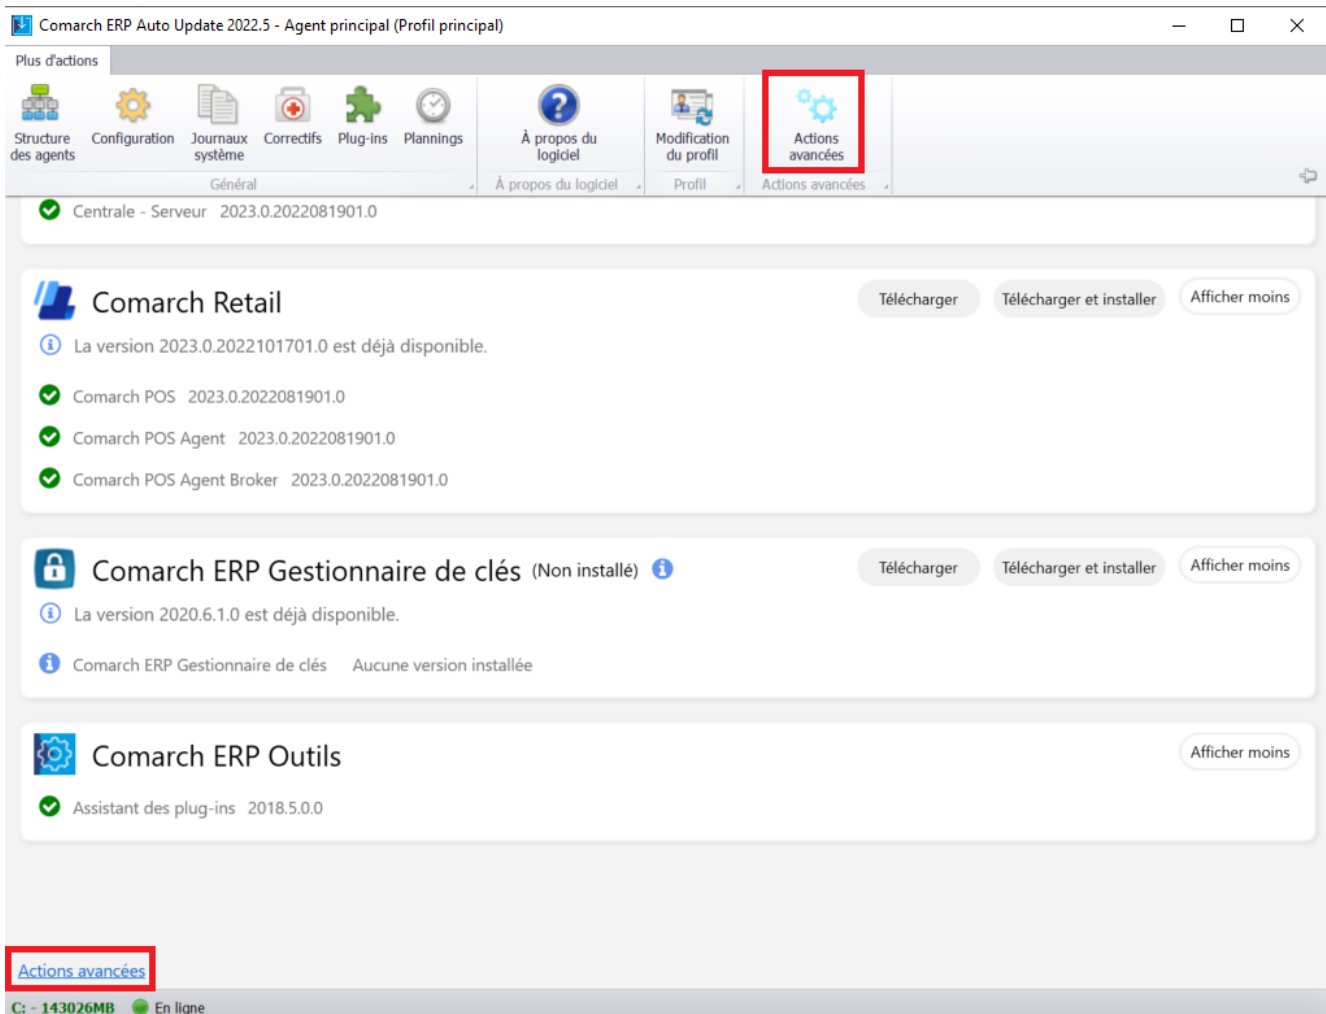 Comarch ERP Auto Update 2022.5 - Agent principal (Profil principal)
Plus d'actions
Structure des agents
Configuration
Journaux système
Correctifs
Plug-ins
Plannings
À propos du logiciel
Modification du profil
Actions avancées
Général
À propos du logiciel
Profil
Actions avancées
Centrale - Serveur 2023.0.2022081901.0
Comarch Retail
Télécharger
Télécharger et installer
Afficher moins
La version 2023.0.2022101701.0 est déjà disponible.
Comarch POS 2023.0.2022081901.0
Comarch POS Agent 2023.0.2022081901.0
Comarch POS Agent Broker 2023.0.2022081901.0
Comarch ERP Gestionnaire de clés (Non installé)
Télécharger
Télécharger et installer
Afficher moins
La version 2020.6.1.0 est déjà disponible.
Comarch ERP Gestionnaire de clés Aucune version installée
Comarch ERP Outils
Afficher moins
Assistant des plug-ins 2018.5.0.0
Actions avancées
C: - 143026MB En ligne